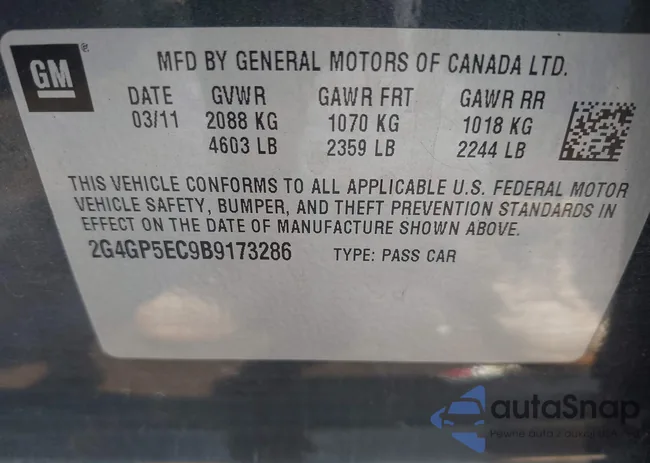 GM ®
MFD BY GENERAL MOTORS OF CANADA LTD.
DATE GVWR GAWR FRT GAWR RR
03/11 2088 KG 1070 KG 1018 KG
4603 LB 2359 LB 2244 LB
THIS VEHICLE CONFORMS TO ALL APPLICABLE U.S. FEDERAL MOTOR
VEHICLE SAFETY, BUMPER, AND THEFT PREVENTION STANDARDS IN
EFFECT ON THE DATE OF MANUFACTURE SHOWN ABOVE.
2G4GP5EC9B9173286 TYPE: PASS CAR
autaSnap
Pewne auta z